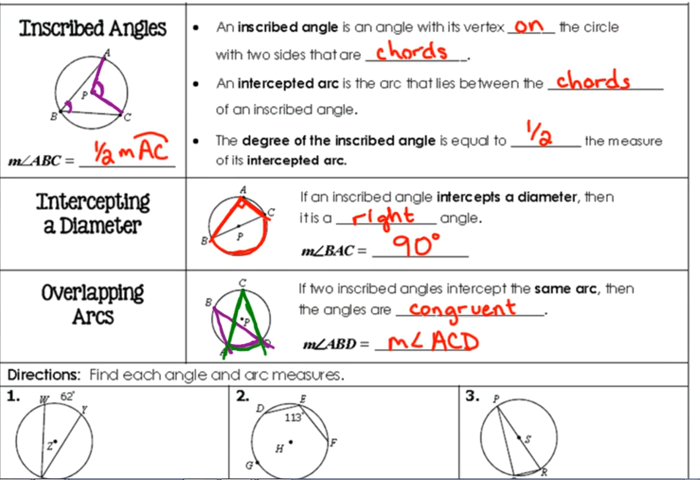 Inscribed Angles
A
P
B
C
m∠ABC = 1/2 mAC
• An inscribed angle is an angle with its vertex on the circle
with two sides that are chords.
• An intercepted arc is the arc that lies between the chords
of an inscribed angle.
• The degree of the inscribed angle is equal to 1/2 the measure
of its intercepted arc.
Intercepting
a Diameter
A
C
B
P
If an inscribed angle intercepts a diameter, then
it is a right angle.
m∠BAC = 90°
Overlapping
Arcs
C
B
P
If two inscribed angles intercept the same arc, then
the angles are congruent.
m∠ABD = m∠ACD
Directions: Find each angle and arc measures.
1.
W 62°
Y
Z
2.
D E
113°
H F
G
3.
P
S
R